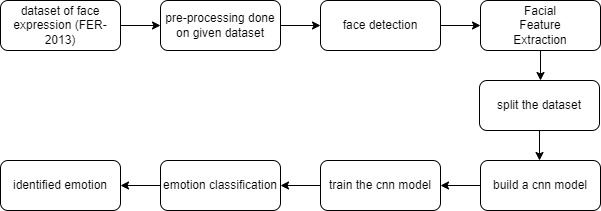 dataset of face
expression (FER-
2013)
pre-processing done
on given dataset
face detection
Facial
Feature
Extraction
split the dataset
build a cnn model
train the cnn model
emotion classification
identified emotion